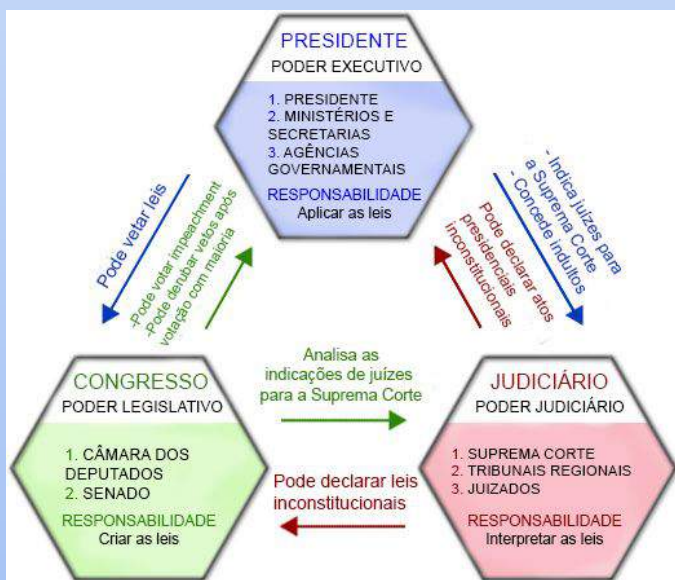 PRESIDENTE
PODER EXECUTIVO
1. PRESIDENTE
2. MINISTÉRIOS E
SECRETARIAS
3. AGÊNCIAS
GOVERNAMENTAIS
RESPONSABILIDADE
Aplicar as leis
Pode vetar leis
-Pode votar impeachment
-Pode derubar vetos após
votação com maioria
Pode declarar atos
presidenciais
inconstitucionais
- Indica juízes para
a Suprema Corte
- Concede indultos
CONGRESSO
PODER LEGISLATIVO
1. CÂMARA DOS
DEPUTADOS
2. SENADO
RESPONSABILIDADE
Criar as leis
Analisa as
indicações de juízes
para a Suprema Corte
Pode declarar leis
inconstitucionais
JUDICIÁRIO
PODER JUDICIÁRIO
1. SUPREMA CORTE
2. TRIBUNAIS REGIONAIS
3. JUIZADOS
RESPONSABILIDADE
Interpretar as leis